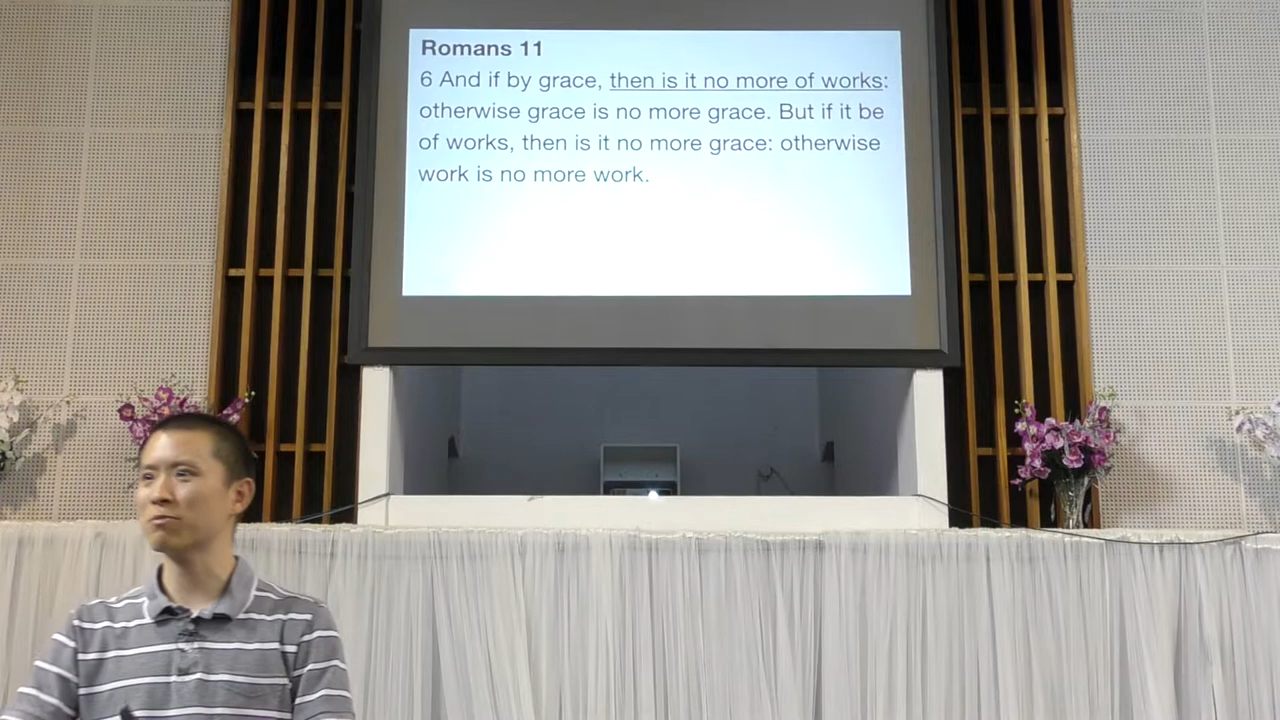 Romans 11
6 And if by grace, then is it no more of works:
otherwise grace is no more grace. But if it be
of works, then is it no more grace: otherwise
work is no more work.